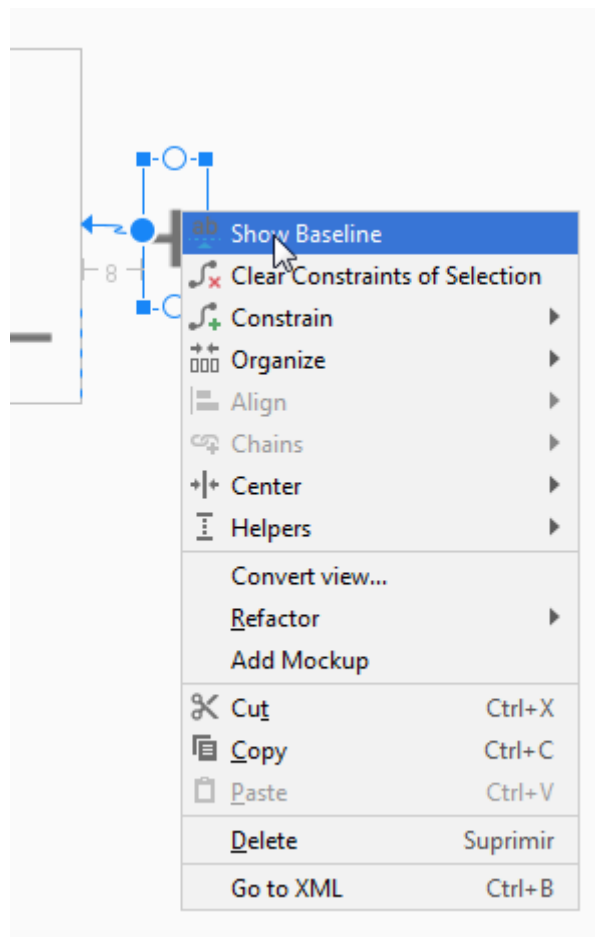 8
ab
Show Baseline
Clear Constraints of Selection
Constrain
Organize
Align
Chains
Center
Helpers
Convert view...
Refactor
Add Mockup
Cut Ctrl+X
Copy Ctrl+C
Paste Ctrl+V
Delete Suprimir
Go to XML Ctrl+B